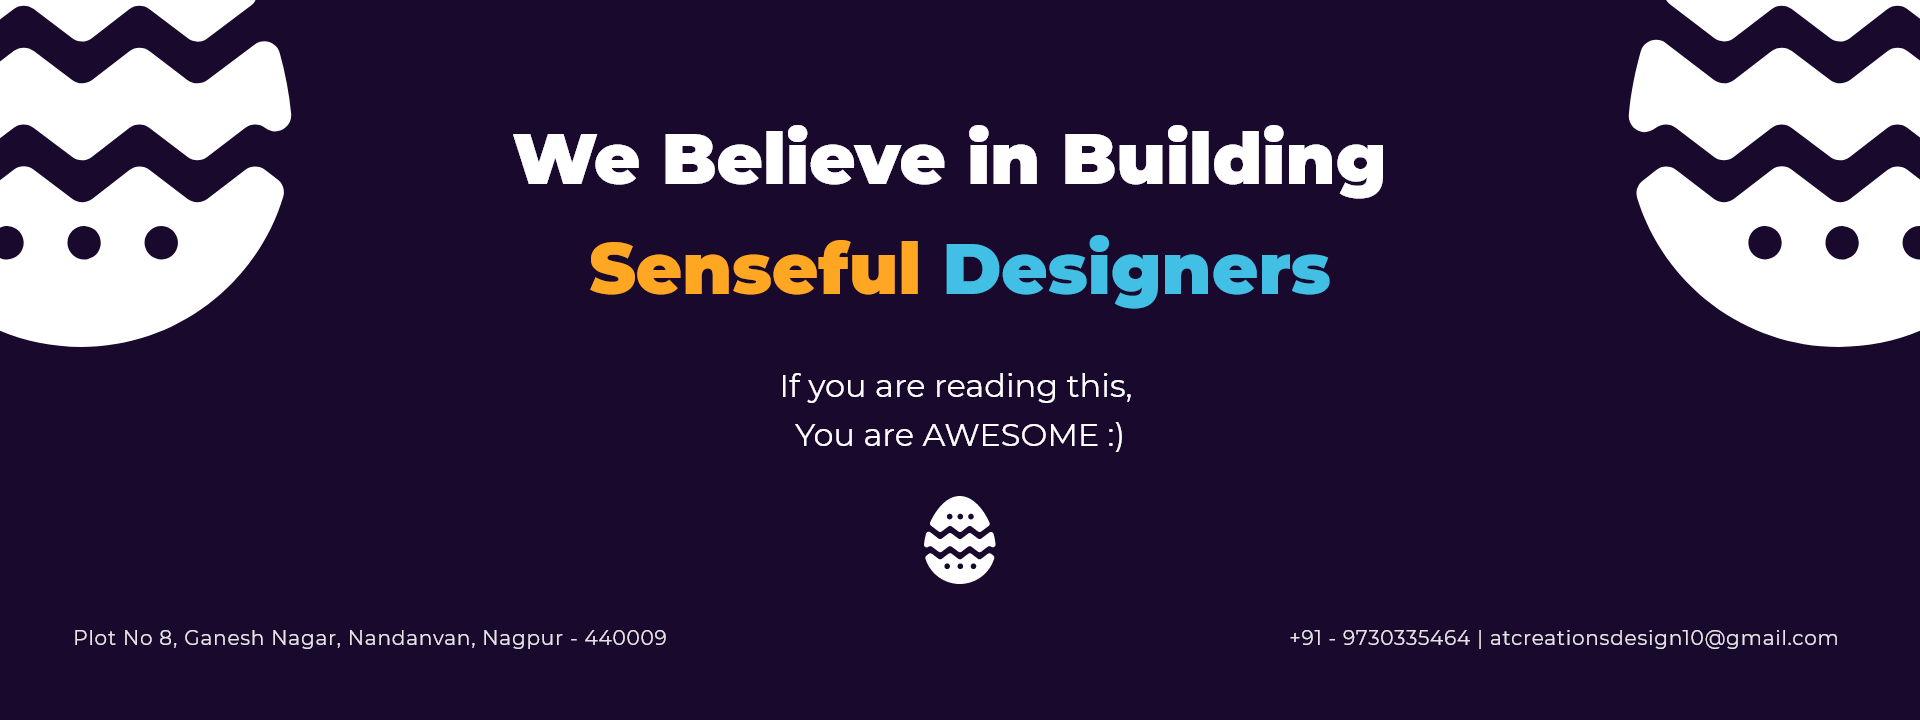 We Believe in Building
Senseful Designers
If you are reading this,
You are AWESOME :)
Plot No 8, Ganesh Nagar, Nandanvan, Nagpur - 440009
+91 - 9730335464 | atcreationsdesign10@gmail.com